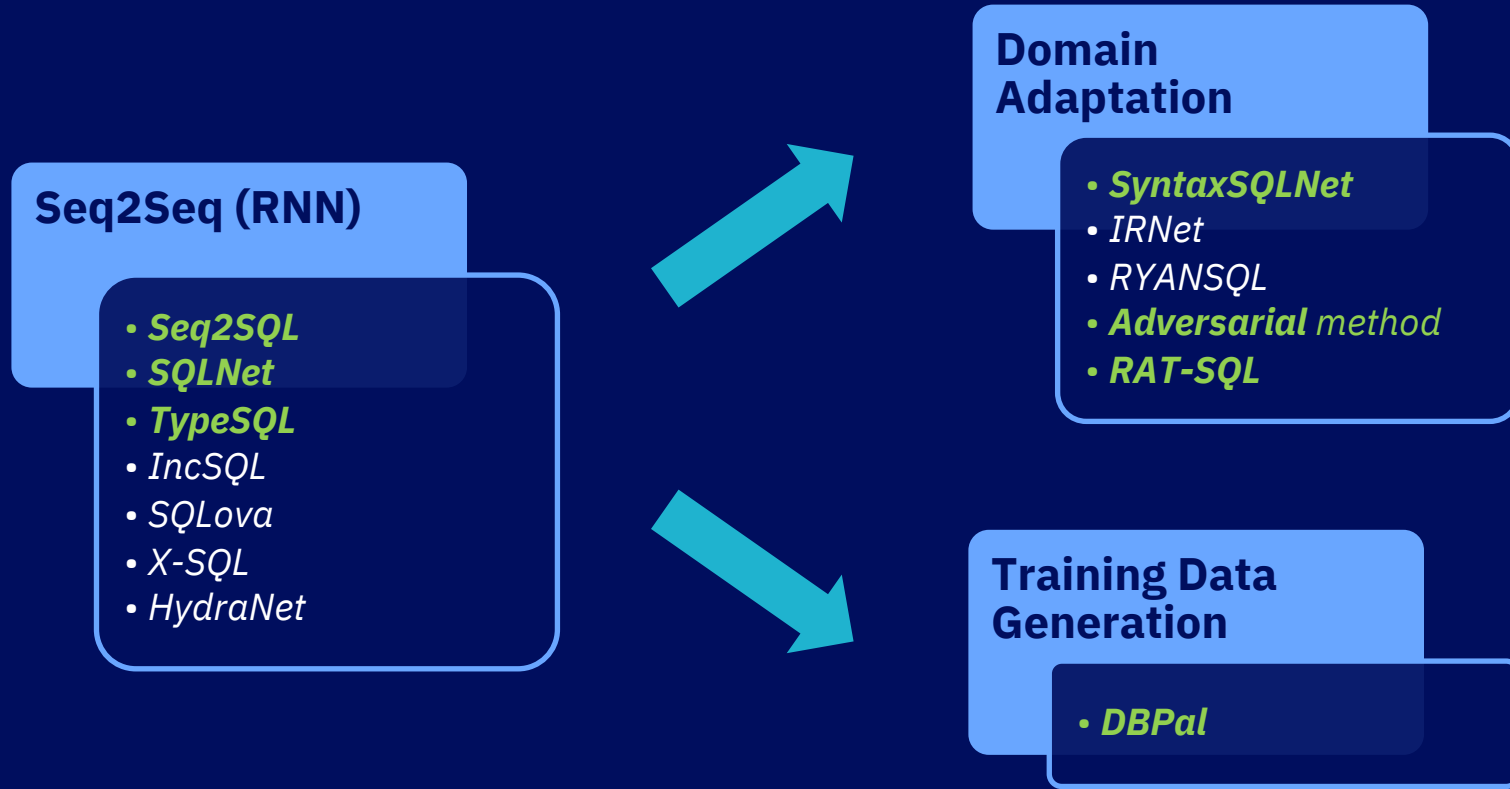 Seq2Seq (RNN)
• Seq2SQL
• SQLNet
• TypeSQL
• IncSQL
• SQLova
• X-SQL
• HydraNet
Domain
Adaptation
• SyntaxSQLNet
• IRNet
• RYANSQL
• Adversarial method
• RAT-SQL
Training Data
Generation
• DBPal